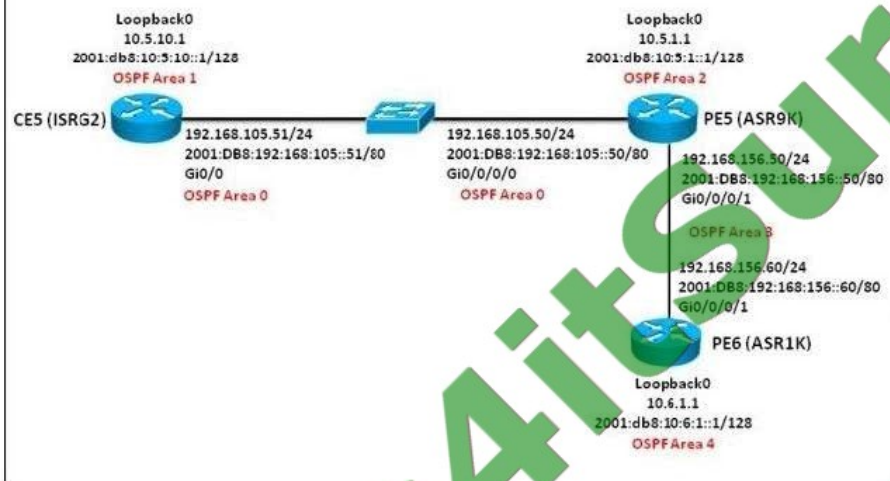 Loopback0
10.5.10.1
2001:db8:10:5:10::1/128
OSPF Area 1
CE5 (ISRG2)
192.168.105.51/24
2001:DB8:192:168:105::51/80
Gi0/0
OSPF Area 0
192.168.105.50/24
2001:DB8:192:168:105::50/80
Gi0/0/0/0
OSPF Area 0
Loopback0
10.5.1.1
2001:db8:10:5:1::1/128
OSPF Area 2
PE5 (ASR9K)
192.168.156.50/24
2001:DB8:192:168:156::50/80
Gi0/0/0/1
OSPF Area 3
192.168.156.60/24
2001:DB8:192:168:156::60/80
Gi0/0/0/1
PE6 (ASR1K)
Loopback0
10.6.1.1
2001:db8:10:6:1::1/128
OSPF Area 4
4itSur